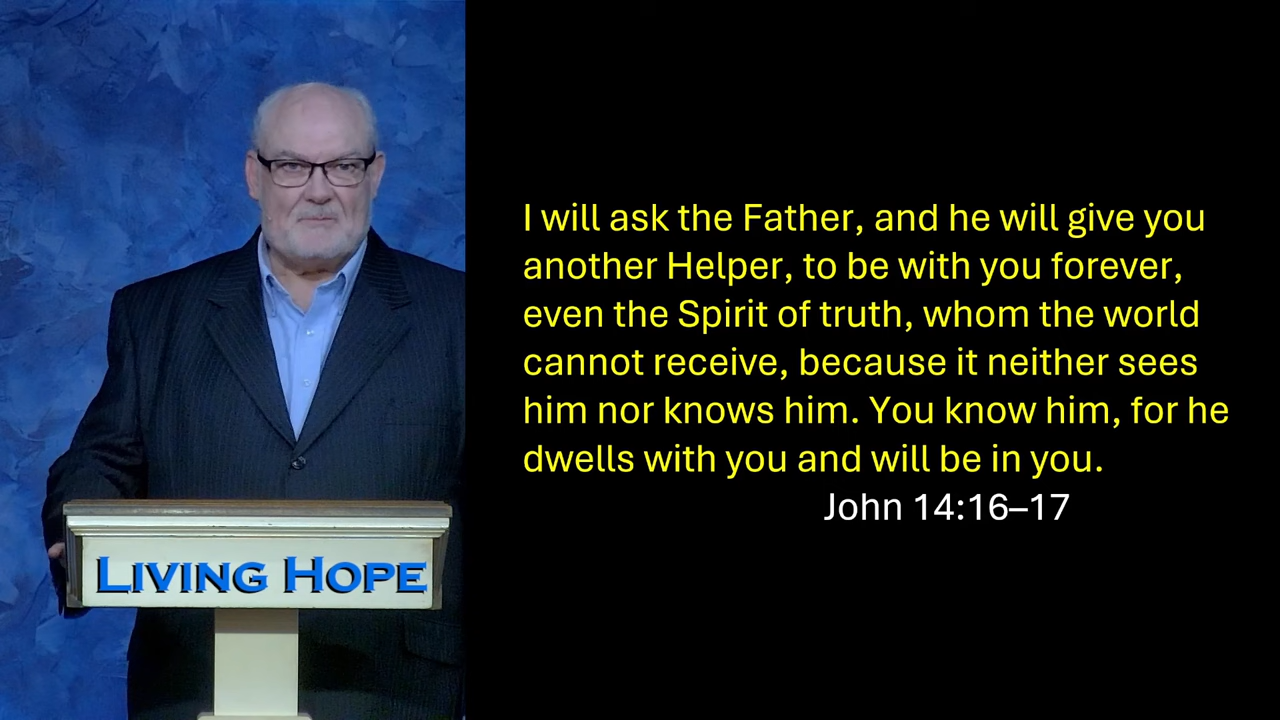 LIVING HOPE
I will ask the Father, and he will give you
another Helper, to be with you forever,
even the Spirit of truth, whom the world
cannot receive, because it neither sees
him nor knows him. You know him, for he
dwells with you and will be in you.
John 14:16–17